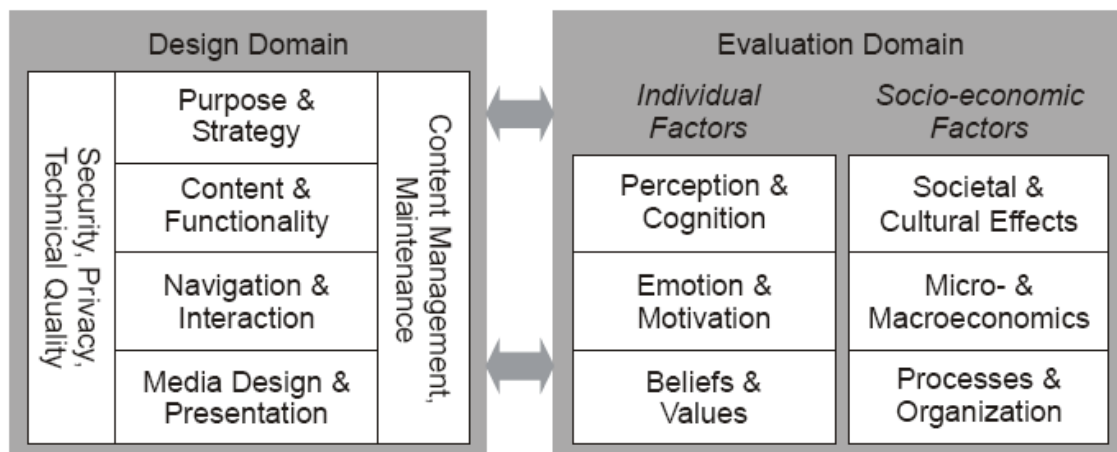 Design Domain
Security, Privacy,
Technical Quality
Purpose &
Strategy
Content &
Functionality
Navigation &
Interaction
Media Design &
Presentation
Content Management,
Maintenance
Evaluation Domain
Individual
Factors
Perception &
Cognition
Emotion &
Motivation
Beliefs &
Values
Socio-economic
Factors
Societal &
Cultural Effects
Micro- &
Macroeconomics
Processes &
Organization